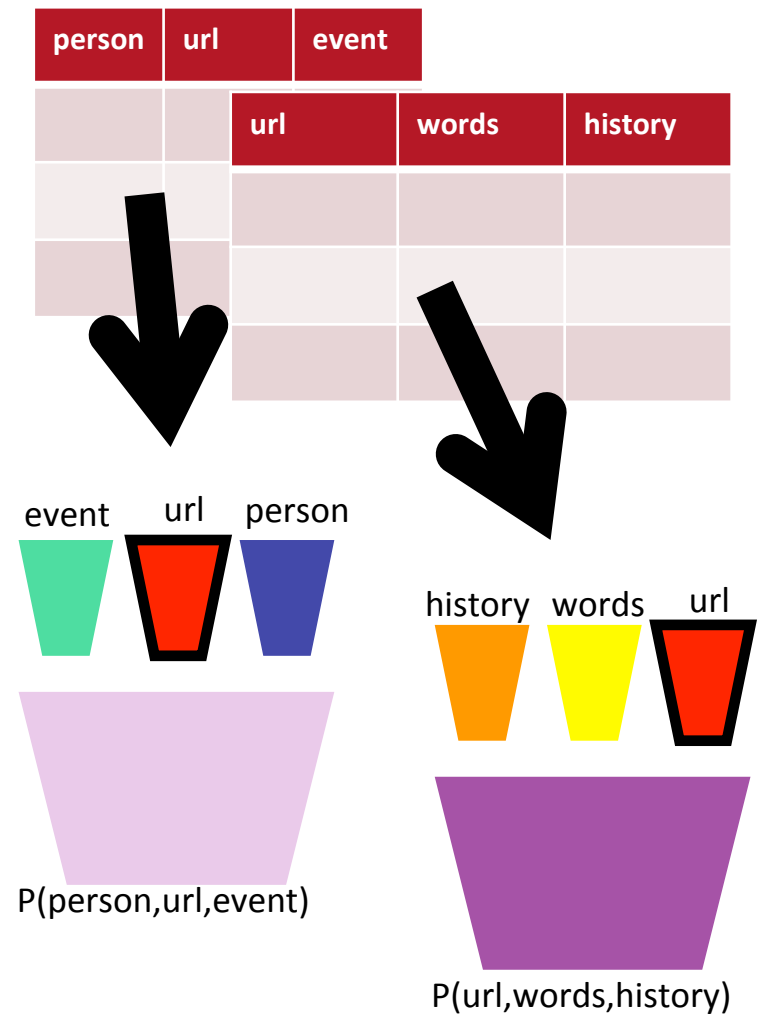 person url event
url words history
event url person
history words url
P(person,url,event)
P(url,words,history)